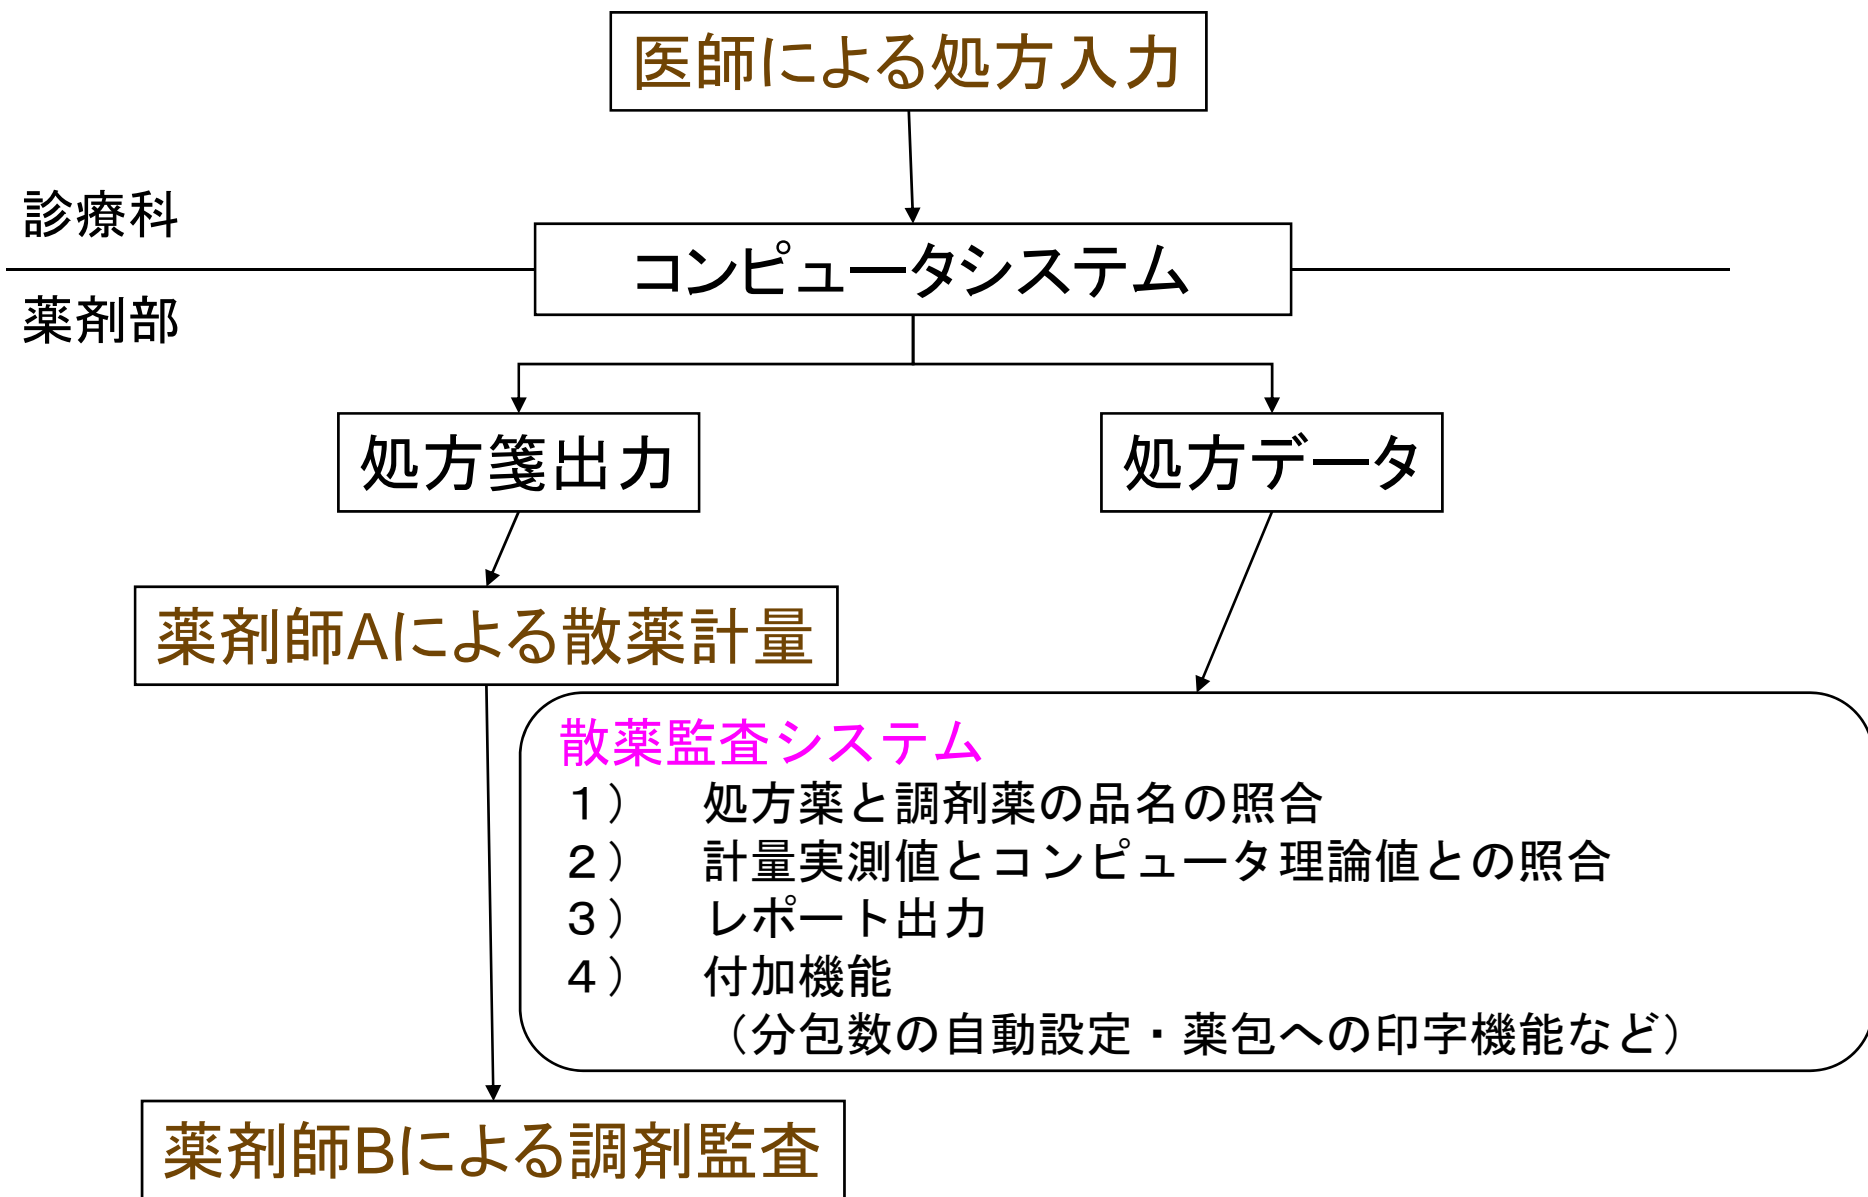 医師による処方入力
診療科
コンピュータシステム
薬剤部
処方箋出力
処方データ
薬剤師Aによる散薬計量
散薬監査システム
１）　処方薬と調剤薬の品名の照合
２）　計量実測値とコンピュータ理論値との照合
３）　レポート出力
４）　付加機能
（分包数の自動設定・薬包への印字機能など）
薬剤師Bによる調剤監査